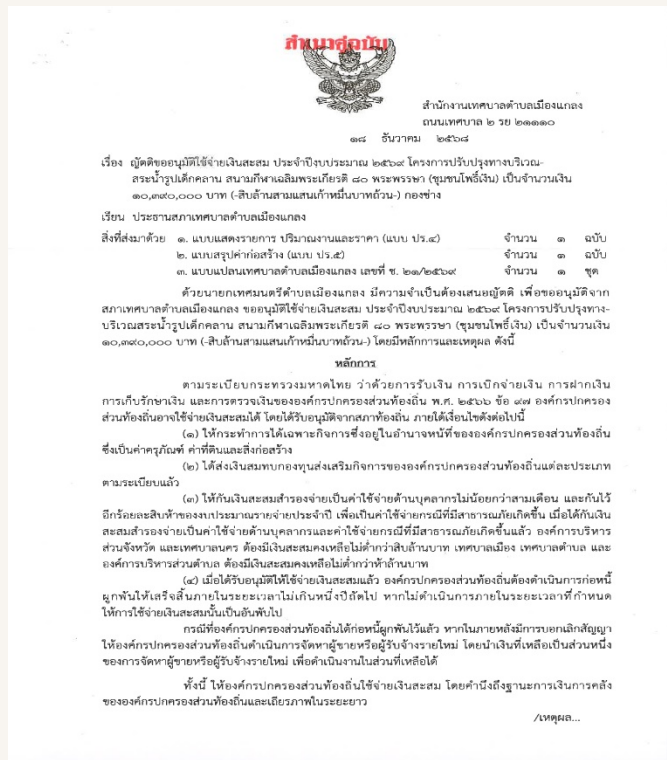 สำเนาคู่ฉบับ
สำนักงานเทศบาลตำบลเมืองแกลง
ถนนเทศบาล ๒ รย ๒๑๑๑๐
๑๘ ธันวาคม ๒๕๖๘
เรื่อง ญัตติขออนุมัติใช้จ่ายเงินสะสม ประจำปีงบประมาณ ๒๕๖๙ โครงการปรับปรุงทางบริเวณ-
สระน้ำรูปเด็กคลาน สนามกีฬาเฉลิมพระเกียรติ ๘๐ พระพรรษา (ชุมชนโพธิ์เงิน) เป็นจำนวนเงิน
๑๐,๓๙๐,๐๐๐ บาท (-สิบล้านสามแสนเก้าหมื่นบาทถ้วน-) กองช่าง
เรียน ประธานสภาเทศบาลตำบลเมืองแกลง
สิ่งที่ส่งมาด้วย ๑. แบบแสดงรายการ ปริมาณงานและราคา (แบบ ปร.๔) จำนวน ๑ ฉบับ
๒. แบบสรุปค่าก่อสร้าง (แบบ ปร.๕) จำนวน ๑ ฉบับ
๓. แบบแปลนเทศบาลตำบลเมืองแกลง เลขที่ ช. ๒๑/๒๕๖๙ จำนวน ๑ ชุด
ด้วยนายกเทศมนตรีตำบลเมืองแกลง มีความจำเป็นต้องเสนอญัตติ เพื่อขออนุมัติจาก
สภาเทศบาลตำบลเมืองแกลง ขออนุมัติใช้จ่ายเงินสะสม ประจำปีงบประมาณ ๒๕๖๙ โครงการปรับปรุงทาง-
บริเวณสระน้ำรูปเด็กคลาน สนามกีฬาเฉลิมพระเกียรติ ๘๐ พระพรรษา (ชุมชนโพธิ์เงิน) เป็นจำนวนเงิน
๑๐,๓๙๐,๐๐๐ บาท (-สิบล้านสามแสนเก้าหมื่นบาทถ้วน-) โดยมีหลักการและเหตุผล ดังนี้
หลักการ
ตามระเบียบกระทรวงมหาดไทย ว่าด้วยการรับเงิน การเบิกจ่ายเงิน การฝากเงิน
การเก็บรักษาเงิน และการตรวจเงินขององค์กรปกครองส่วนท้องถิ่น พ.ศ. ๒๕๖๖ ข้อ ๙๗ องค์กรปกครอง
ส่วนท้องถิ่นอาจใช้จ่ายเงินสะสมได้ โดยได้รับอนุมัติจากสภาท้องถิ่น ภายใต้เงื่อนไขดังต่อไปนี้
(๑) ให้กระทำการได้เฉพาะกิจการซึ่งอยู่ในอำนาจหน้าที่ขององค์กรปกครองส่วนท้องถิ่น
ซึ่งเป็นค่าครุภัณฑ์ ค่าที่ดินและสิ่งก่อสร้าง
(๒) ได้ส่งเงินสมทบกองทุนส่งเสริมกิจการขององค์กรปกครองส่วนท้องถิ่นแต่ละประเภท
ตามระเบียบแล้ว
(๓) ให้กันเงินสะสมสำรองจ่ายเป็นค่าใช้จ่ายด้านบุคลากรไม่น้อยกว่าสามเดือน และกันไว้
อีกร้อยละสิบห้าของงบประมาณรายจ่ายประจำปี เพื่อเป็นค่าใช้จ่ายกรณีที่มีสาธารณภัยเกิดขึ้น เมื่อได้กันเงิน
สะสมสำรองจ่ายเป็นค่าใช้จ่ายด้านบุคลากรและค่าใช้จ่ายกรณีที่มีสาธารณภัยเกิดขึ้นแล้ว องค์การบริหาร
ส่วนจังหวัด และเทศบาลนคร ต้องมีเงินสะสมคงเหลือไม่ต่ำกว่าสิบล้านบาท เทศบาลเมือง เทศบาลตำบล และ
องค์การบริหารส่วนตำบล ต้องมีเงินสะสมคงเหลือไม่ต่ำกว่าห้าล้านบาท
(๔) เมื่อได้รับอนุมัติให้ใช้จ่ายเงินสะสมแล้ว องค์กรปกครองส่วนท้องถิ่นต้องดำเนินการก่อหนี้
ผูกพันให้เสร็จสิ้นภายในระยะเวลาไม่เกินหนึ่งปีถัดไป หากไม่ดำเนินการภายในระยะเวลาที่กำหนด
ให้การใช้จ่ายเงินสะสมนั้นเป็นอันพับไป
กรณีที่องค์กรปกครองส่วนท้องถิ่นได้ก่อหนี้ผูกพันไว้แล้ว หากในภายหลังมีการบอกเลิกสัญญา
ให้องค์กรปกครองส่วนท้องถิ่นดำเนินการจัดหาผู้ขายหรือผู้รับจ้างรายใหม่ โดยนำเงินที่เหลือเป็นส่วนหนึ่ง
ของการจัดหาผู้ขายหรือผู้รับจ้างรายใหม่ เพื่อดำเนินงานในส่วนที่เหลือได้
ทั้งนี้ ให้องค์กรปกครองส่วนท้องถิ่นใช้จ่ายเงินสะสม โดยคำนึงถึงฐานะการเงินการคลัง
ขององค์กรปกครองส่วนท้องถิ่นและเถียรภาพในระยะยาว
/เหตุผล...